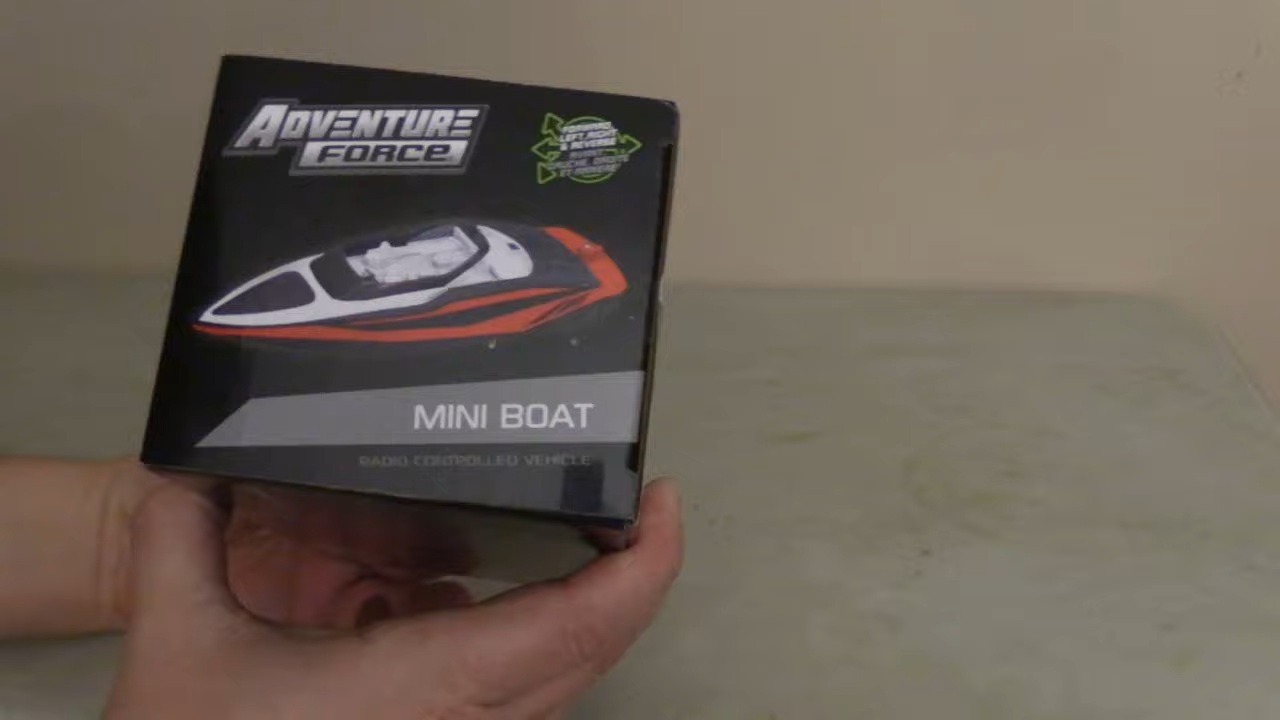 ADVENTURE
FORCE
FORWARD,
LEFT, RIGHT
& REVERSE
MINI BOAT
RADIO CONTROLLED VEHICLE